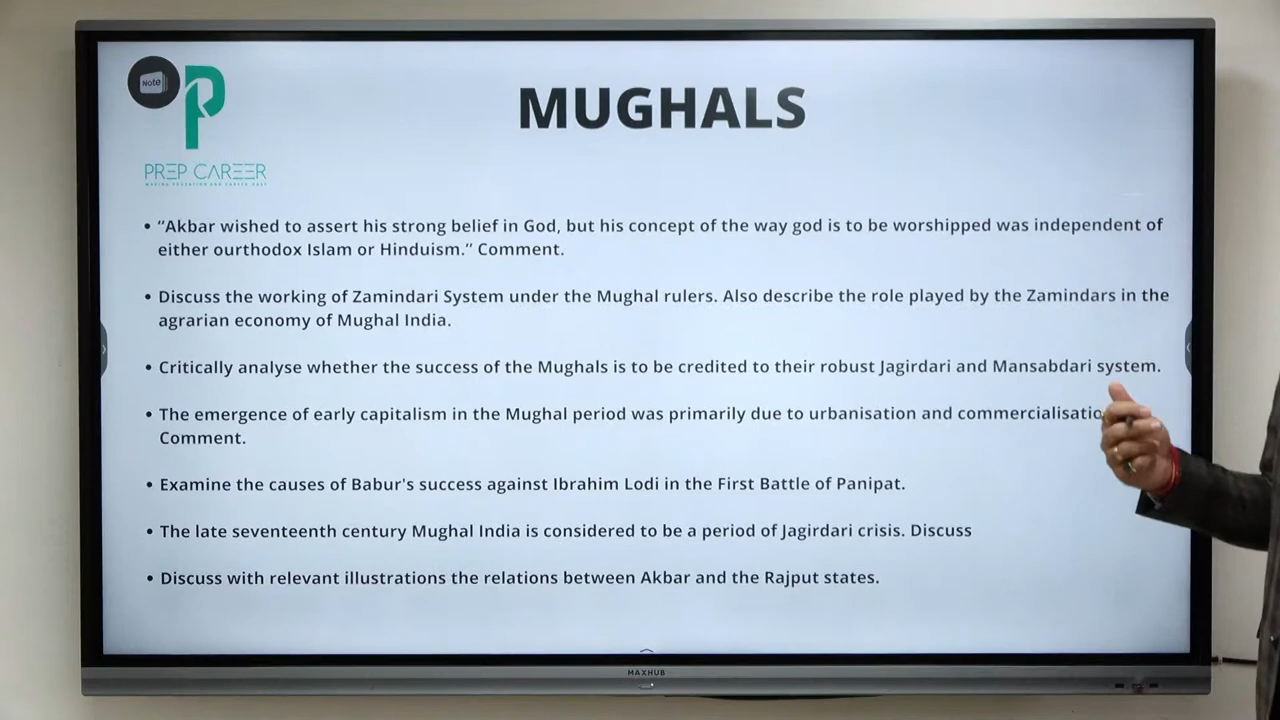 Note
PREP CAREER
MAKING EDUCATION AND CAREER EASY
MUGHALS
• “Akbar wished to assert his strong belief in God, but his concept of the way god is to be worshipped was independent of
either ourthodox Islam or Hinduism.” Comment.
• Discuss the working of Zamindari System under the Mughal rulers. Also describe the role played by the Zamindars in the
agrarian economy of Mughal India.
• Critically analyse whether the success of the Mughals is to be credited to their robust Jagirdari and Mansabdari system.
• The emergence of early capitalism in the Mughal period was primarily due to urbanisation and commercialisatio
Comment.
• Examine the causes of Babur's success against Ibrahim Lodi in the First Battle of Panipat.
• The late seventeenth century Mughal India is considered to be a period of Jagirdari crisis. Discuss
• Discuss with relevant illustrations the relations between Akbar and the Rajput states.
MAXHUB